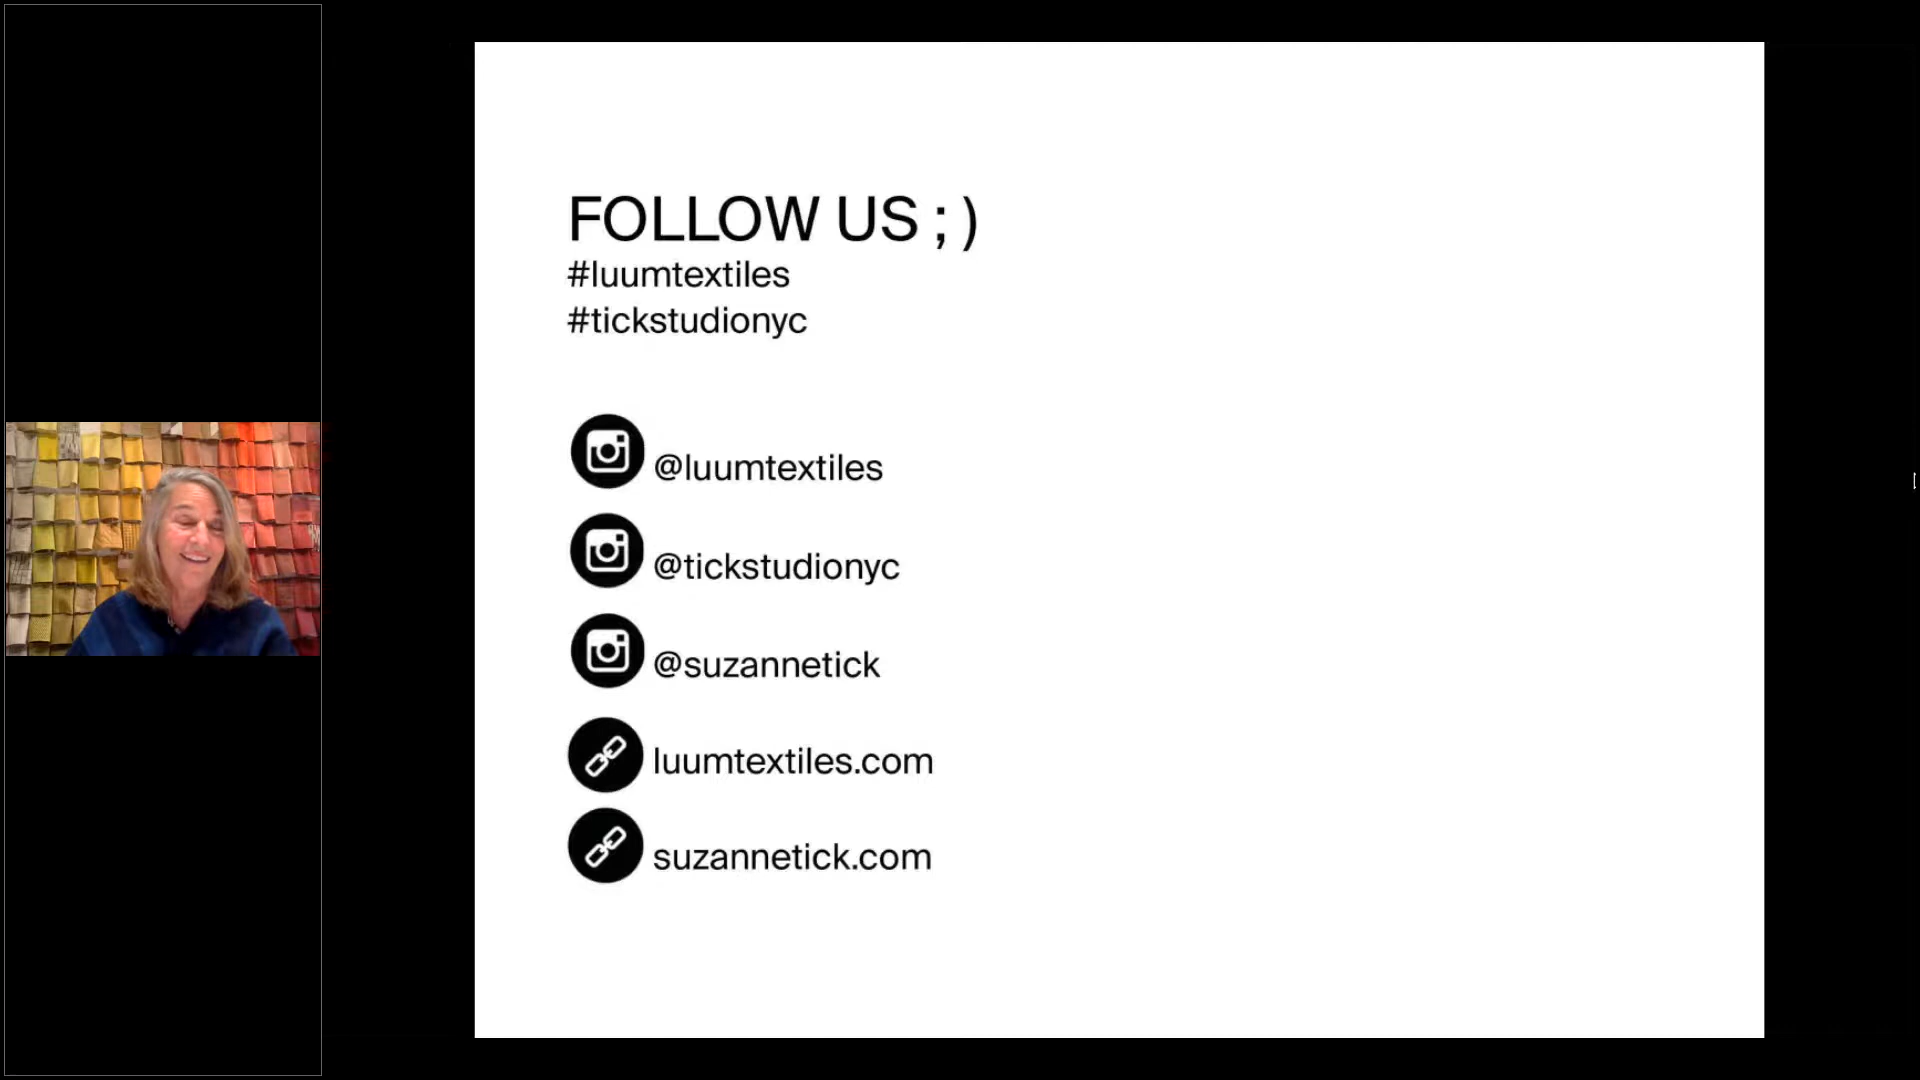 FOLLOW US ; )
#luumtextiles
#tickstudionyc
@luumtextiles
@tickstudionyc
@suzannetick
luumtextiles.com
suzannetick.com